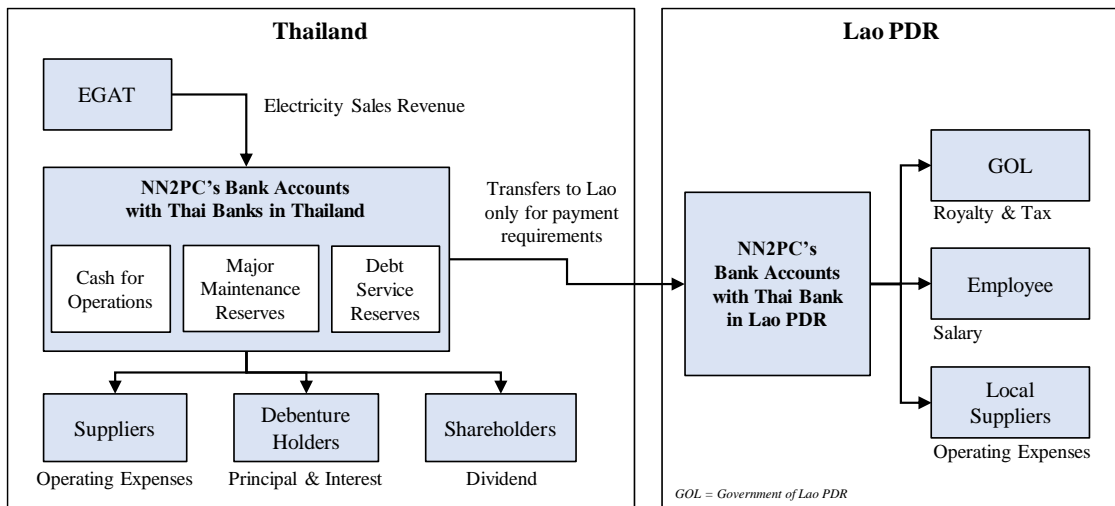 Thailand
EGAT
Electricity Sales Revenue
NN2PC's Bank Accounts
with Thai Banks in Thailand
Cash for
Operations
Major
Maintenance
Reserves
Debt
Service
Reserves
Suppliers
Operating Expenses
Debenture
Holders
Principal & Interest
Shareholders
Dividend
Transfers to Lao
only for payment
requirements
Lao PDR
NN2PC's
Bank Accounts
with Thai Bank
in Lao PDR
GOL
Royalty & Tax
Employee
Salary
Local
Suppliers
Operating Expenses
GOL = Government of Lao PDR